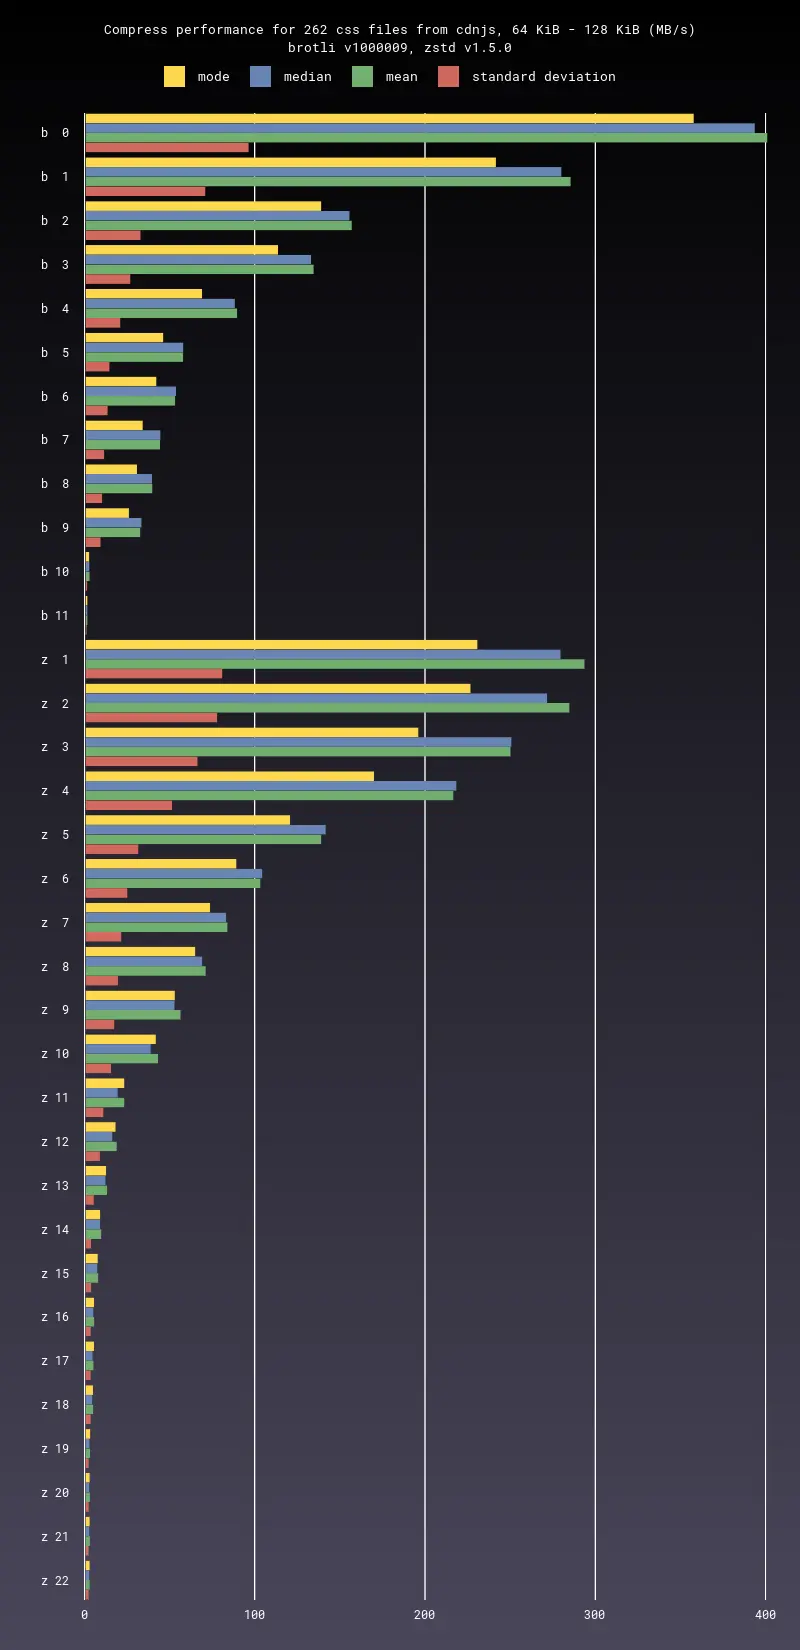 Compress performance for 262 css files from cdnjs, 64 KiB - 128 KiB (MB/s)
brotli v1000009, zstd v1.5.0
mode median mean standard deviation
b 0
b 1
b 2
b 3
b 4
b 5
b 6
b 7
b 8
b 9
b 10
b 11
z 1
z 2
z 3
z 4
z 5
z 6
z 7
z 8
z 9
z 10
z 11
z 12
z 13
z 14
z 15
z 16
z 17
z 18
z 19
z 20
z 21
z 22
0 100 200 300 400